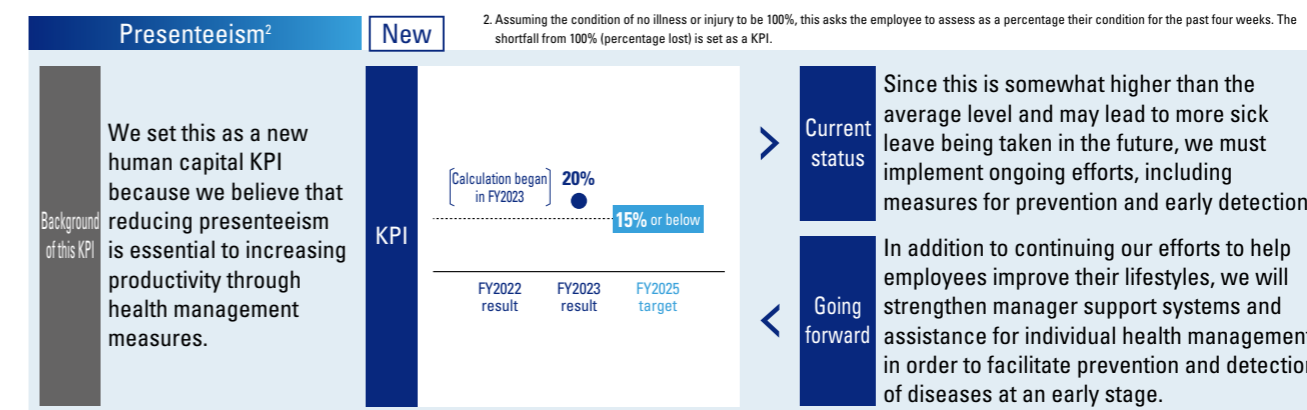 Presenteeism2
New
2. Assuming the condition of no illness or injury to be 100%, this asks the employee to assess as a percentage their condition for the past four weeks. The
shortfall from 100% (percentage lost) is set as a KPI.
Background
of this KPI
We set this as a new
human capital KPI
because we believe that
reducing presenteeism
is essential to increasing
productivity through
health management
measures.
KPI
[Calculation began
in FY2023]
20%
15% or below
FY2022
result
FY2023
result
FY2025
target
>
Current
status
Since this is somewhat higher than the
average level and may lead to more sick
leave being taken in the future, we must
implement ongoing efforts, including
measures for prevention and early detection
<
Going
forward
In addition to continuing our efforts to help
employees improve their lifestyles, we will
strengthen manager support systems and
assistance for individual health management
in order to facilitate prevention and detection
of diseases at an early stage.